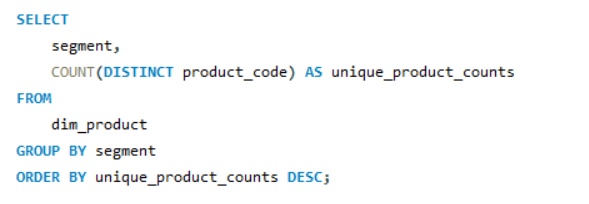 SELECT
    segment,
    COUNT(DISTINCT product_code) AS unique_product_counts
FROM
    dim_product
GROUP BY segment
ORDER BY unique_product_counts DESC;